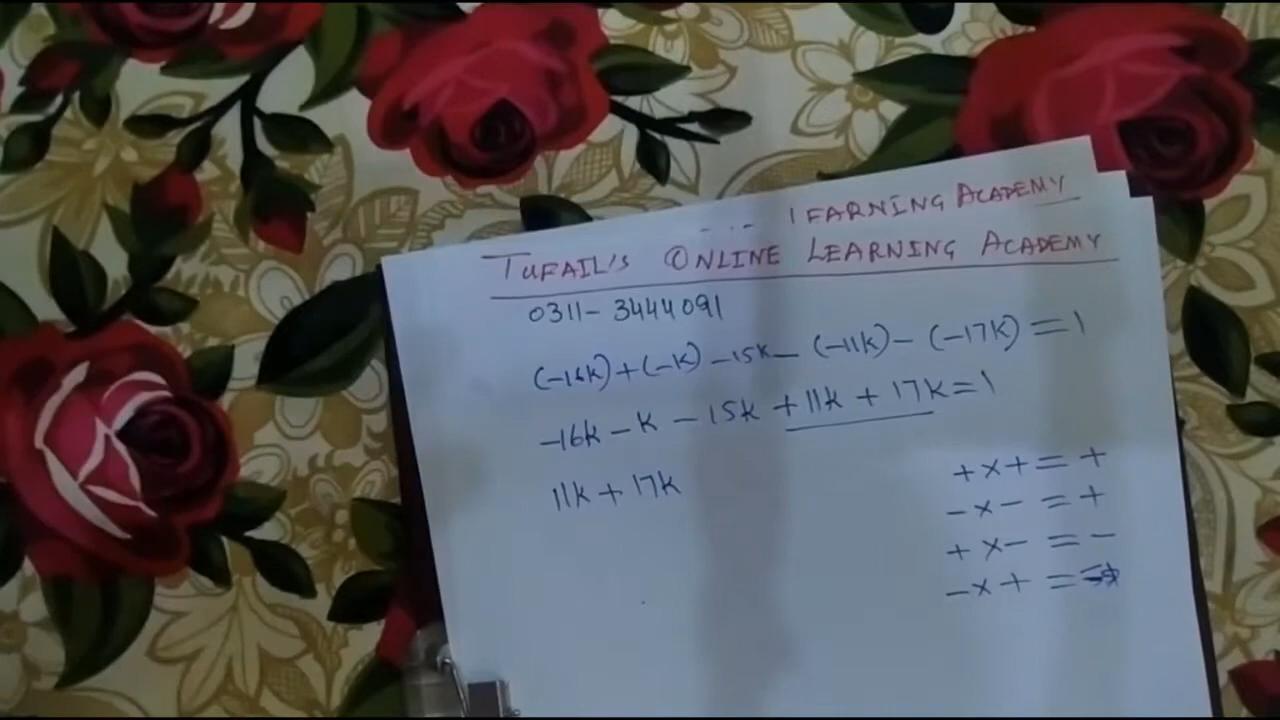 LEARNING ACADEMY
TUFAIL'S ONLINE LEARNING ACADEMY
0311-3444091
(-16k)+(-k)-15k-(-11k)-(-17k)=1
-16k-k-15k+11k+17k=1
11k+17k
+x+=+
-x-=+
+x-=-
-x+=